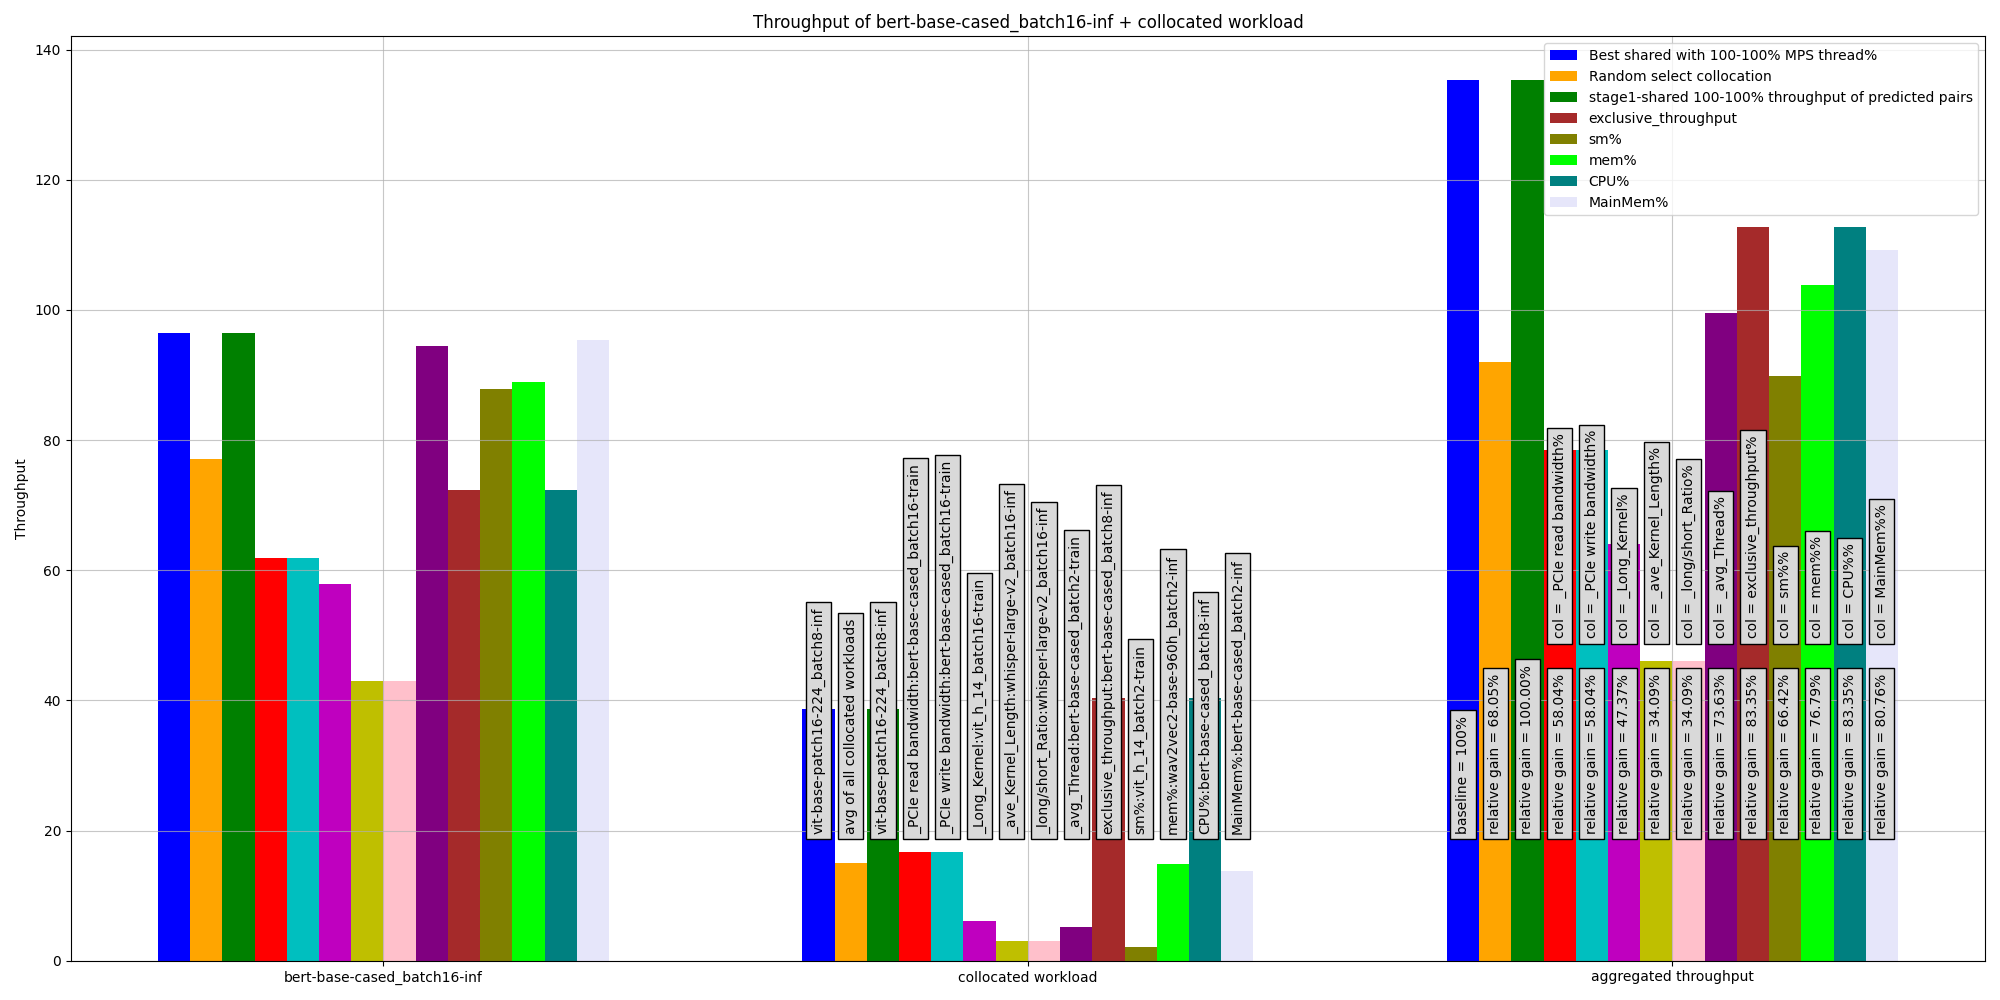 Throughput of bert-base-cased_batch16-inf + collocated workload
Throughput
140
120
100
80
60
40
20
0
Best shared with 100-100% MPS thread%
Random select collocation
stage1-shared 100-100% throughput of predicted pairs
exclusive_throughput
sm%
mem%
CPU%
MainMem%
vit-base-patch16-224_batch8-inf
avg of all collocated workloads
vit-base-patch16-224_batch8-inf
_PCIe read bandwidth:bert-base-cased_batch16-train
_PCIe write bandwidth:bert-base-cased_batch16-train
_Long_Kernel:vit_h_14_batch16-train
_ave_Kernel_Length:whisper-large-v2_batch16-inf
_long/short_Ratio:whisper-large-v2_batch16-inf
_avg_Thread:bert-base-cased_batch2-train
exclusive_throughput:bert-base-cased_batch8-inf
sm%:vit_h_14_batch2-train
mem%:wav2vec2-base-960h_batch2-inf
CPU%:bert-base-cased_batch8-inf
MainMem%:bert-base-cased_batch2-inf
col = _PCIe read bandwidth%
col = _PCIe write bandwidth%
col = _Long_Kernel%
col = _ave_Kernel_Length%
col = _long/short_Ratio%
col = _avg_Thread%
col = exclusive_throughput%
col = sm%%
col = mem%%
col = CPU%%
col = MainMem%%
baseline = 100%
relative gain = 68.05%
relative gain = 100.00%
relative gain = 58.04%
relative gain = 58.04%
relative gain = 47.37%
relative gain = 34.09%
relative gain = 34.09%
relative gain = 73.63%
relative gain = 83.35%
relative gain = 66.42%
relative gain = 76.79%
relative gain = 83.35%
relative gain = 80.76%
bert-base-cased_batch16-inf
collocated workload
aggregated throughput